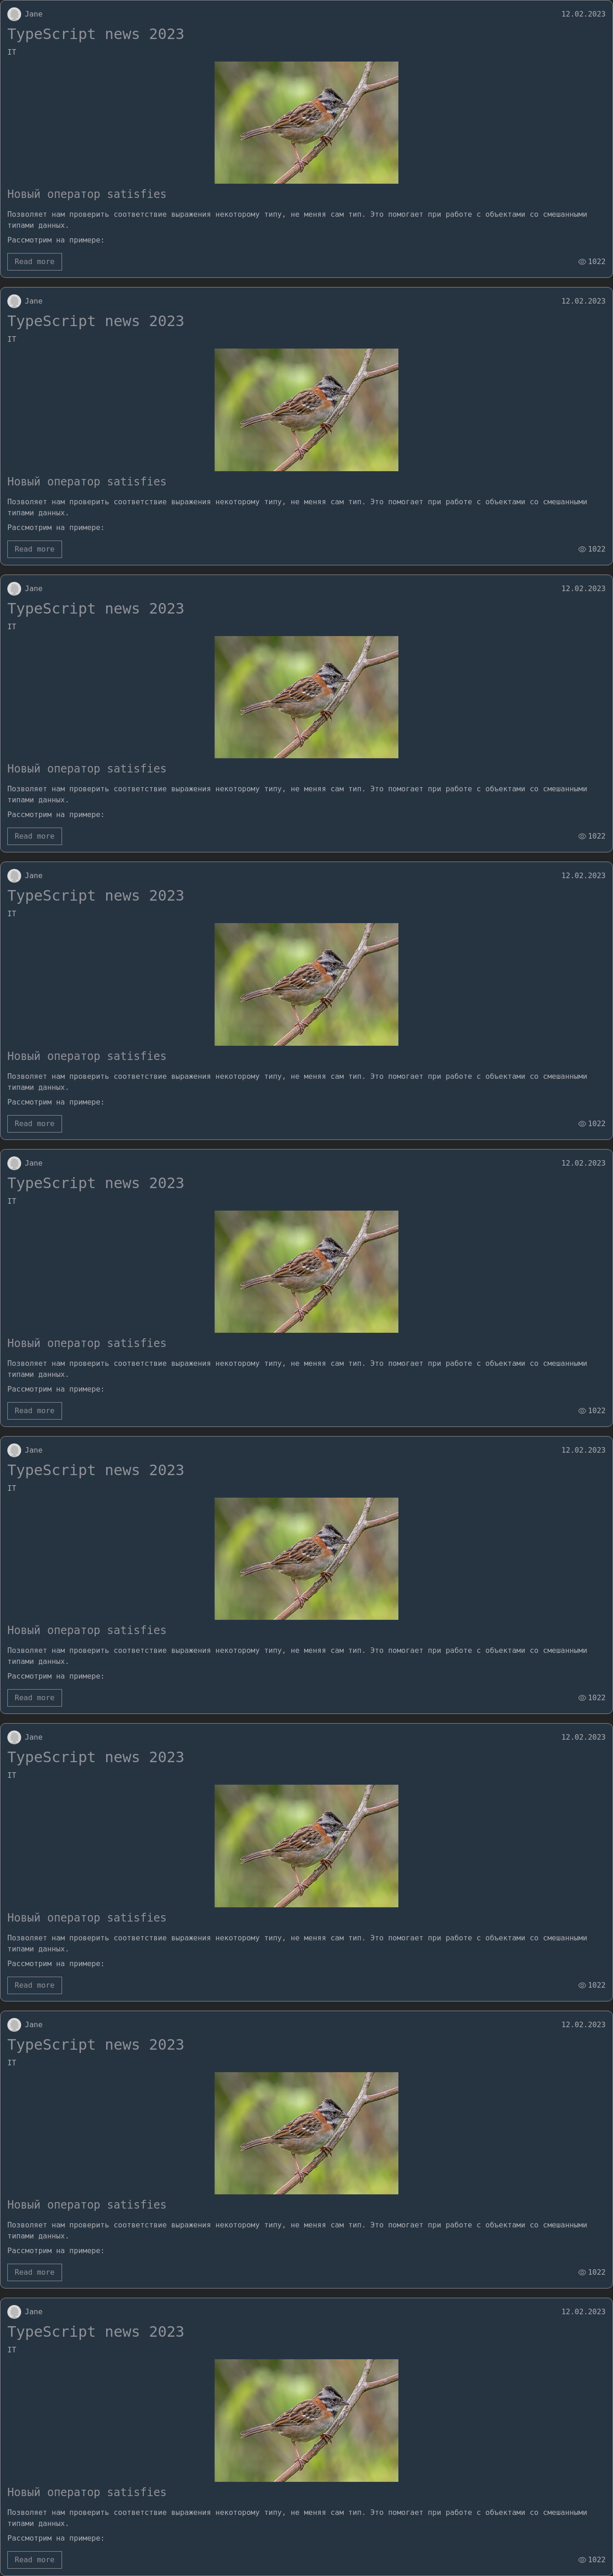 Jane 12.02.2023
TypeScript news 2023
IT
Новый оператор satisfies
Позволяет нам проверить соответствие выражения некоторому типу, не меняя сам тип. Это помогает при работе с объектами со смешанными
типами данных.
Рассмотрим на примере:
Read more 1022
Jane 12.02.2023
TypeScript news 2023
IT
Новый оператор satisfies
Позволяет нам проверить соответствие выражения некоторому типу, не меняя сам тип. Это помогает при работе с объектами со смешанными
типами данных.
Рассмотрим на примере:
Read more 1022
Jane 12.02.2023
TypeScript news 2023
IT
Новый оператор satisfies
Позволяет нам проверить соответствие выражения некоторому типу, не меняя сам тип. Это помогает при работе с объектами со смешанными
типами данных.
Рассмотрим на примере:
Read more 1022
Jane 12.02.2023
TypeScript news 2023
IT
Новый оператор satisfies
Позволяет нам проверить соответствие выражения некоторому типу, не меняя сам тип. Это помогает при работе с объектами со смешанными
типами данных.
Рассмотрим на примере:
Read more 1022
Jane 12.02.2023
TypeScript news 2023
IT
Новый оператор satisfies
Позволяет нам проверить соответствие выражения некоторому типу, не меняя сам тип. Это помогает при работе с объектами со смешанными
типами данных.
Рассмотрим на примере:
Read more 1022
Jane 12.02.2023
TypeScript news 2023
IT
Новый оператор satisfies
Позволяет нам проверить соответствие выражения некоторому типу, не меняя сам тип. Это помогает при работе с объектами со смешанными
типами данных.
Рассмотрим на примере:
Read more 1022
Jane 12.02.2023
TypeScript news 2023
IT
Новый оператор satisfies
Позволяет нам проверить соответствие выражения некоторому типу, не меняя сам тип. Это помогает при работе с объектами со смешанными
типами данных.
Рассмотрим на примере:
Read more 1022
Jane 12.02.2023
TypeScript news 2023
IT
Новый оператор satisfies
Позволяет нам проверить соответствие выражения некоторому типу, не меняя сам тип. Это помогает при работе с объектами со смешанными
типами данных.
Рассмотрим на примере:
Read more 1022
Jane 12.02.2023
TypeScript news 2023
IT
Новый оператор satisfies
Позволяет нам проверить соответствие выражения некоторому типу, не меняя сам тип. Это помогает при работе с объектами со смешанными
типами данных.
Рассмотрим на примере:
Read more 1022